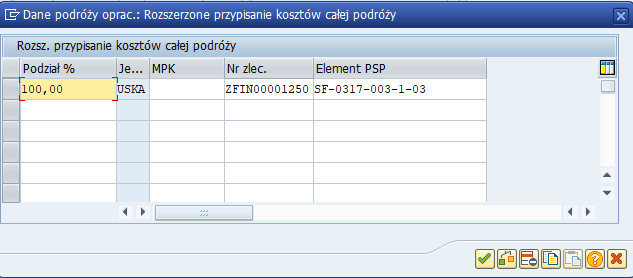 Dane podróży oprac.: Rozszerzone przypisanie kosztów całej podróży
Rozsz. przypisanie kosztów całej podróży
Podział % Je... MPK Nr zlec. Element PSP
100,00 USKA ZFIN00001250 SF-0317-003-1-03